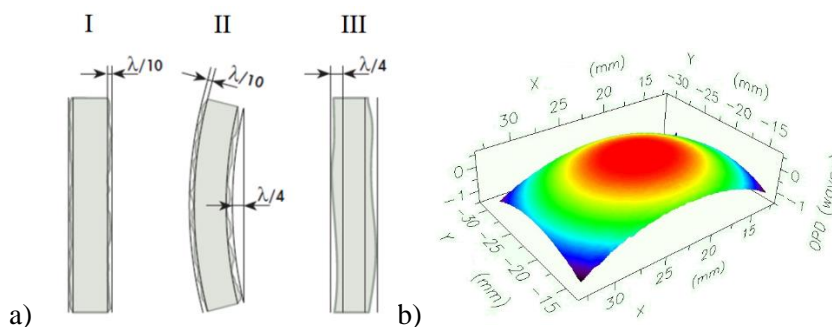 I II III
λ/10 λ/10 λ/4
λ/4
a) b)
X (mm) 30 25 20 15
Y (mm) -30 -25 -20 -15
0 -1
0 -1
OPD (wave
Y (mm) -30 -25 -20 -15
X (mm) 30 25 20 15